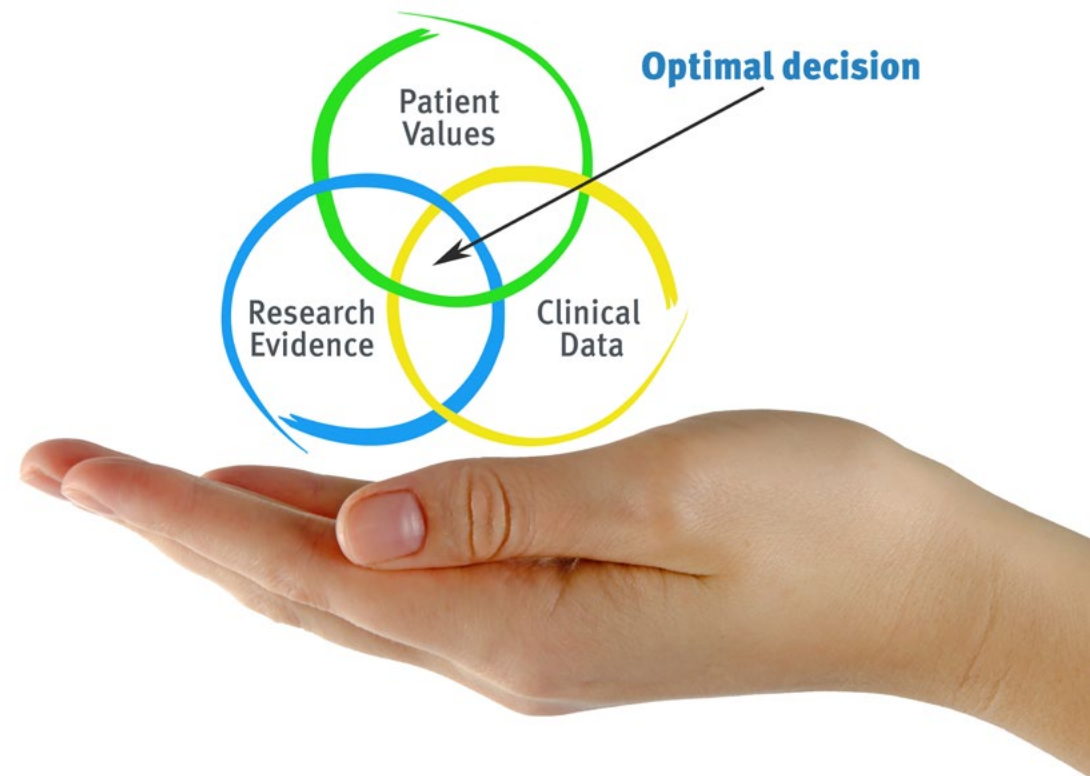 Optimal decision
Patient
Values
Research
Evidence
Clinical
Data